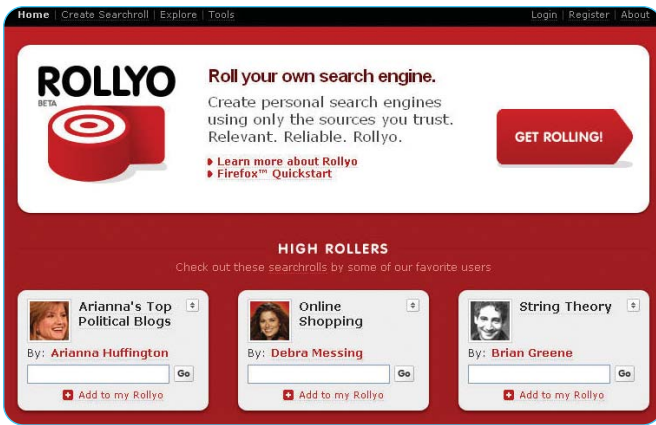 Home | Create Searchroll | Explore | Tools
Login | Register | About
ROLLYO
BETA
Roll your own search engine.
Create personal search engines
using only the sources you trust.
Relevant. Reliable. Rollyo.
Learn more about Rollyo
Firefox™ Quickstart
GET ROLLING!
HIGH ROLLERS
Check out these searchrolls by some of our favorite users
Arianna's Top
Political Blogs
By: Arianna Huffington
Go
Add to my Rollyo
Online
Shopping
By: Debra Messing
Go
Add to my Rollyo
String Theory
By: Brian Greene
Go
Add to my Rollyo